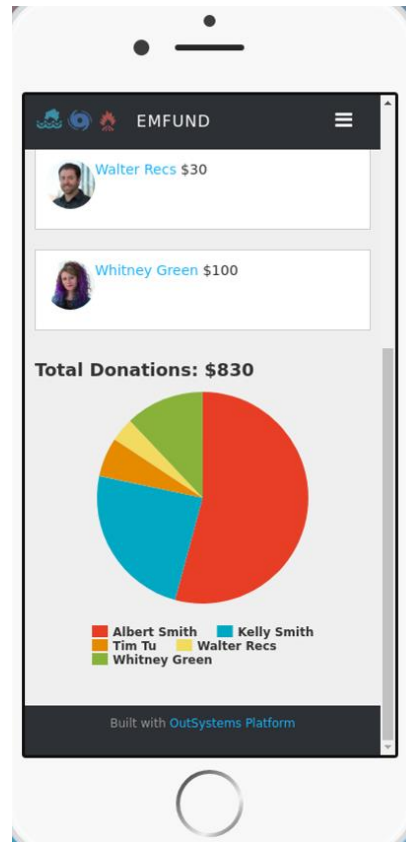 EMFUND
Walter Recs $30
Whitney Green $100
Total Donations: $830
Albert Smith Kelly Smith
Tim Tu Walter Recs
Whitney Green
Built with OutSystems Platform